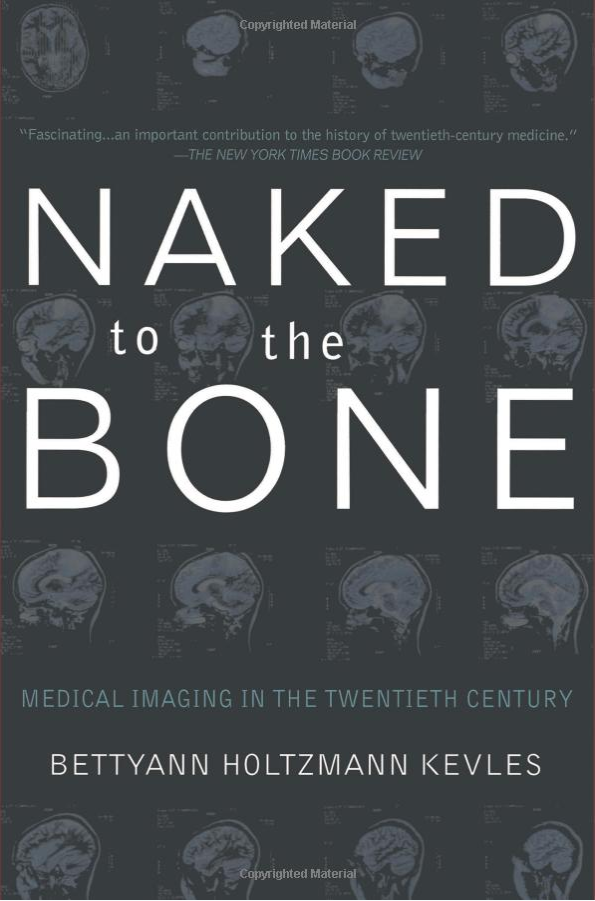 Copyrighted Material
“Fascinating...an important contribution to the history of twentieth-century medicine.”
—THE NEW YORK TIMES BOOK REVIEW
NAKED
to the
BONE
MEDICAL IMAGING IN THE TWENTIETH CENTURY
BETTYANN HOLTZMANN KEVLES
Copyrighted Material